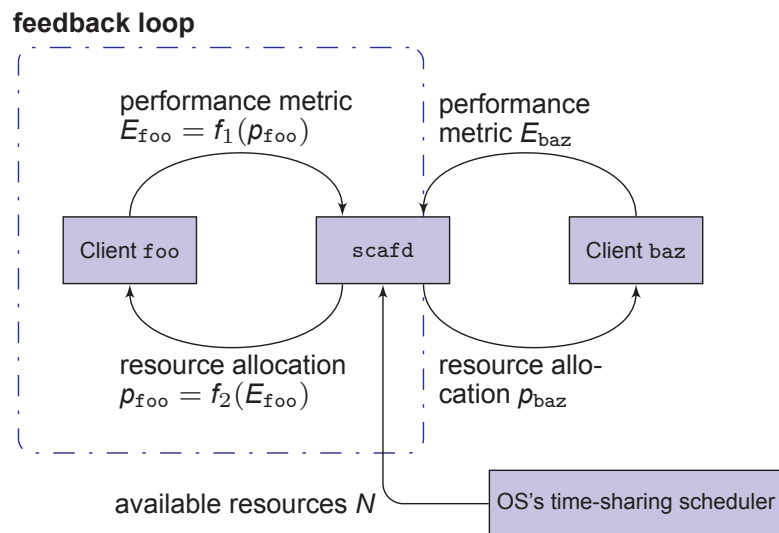 feedback loop
performance metric
E_foo = f_1(p_foo)
performance
metric E_baz
Client foo
scafd
Client baz
resource allocation
p_foo = f_2(E_foo)
resource allo-
cation p_baz
available resources N
OS's time-sharing scheduler